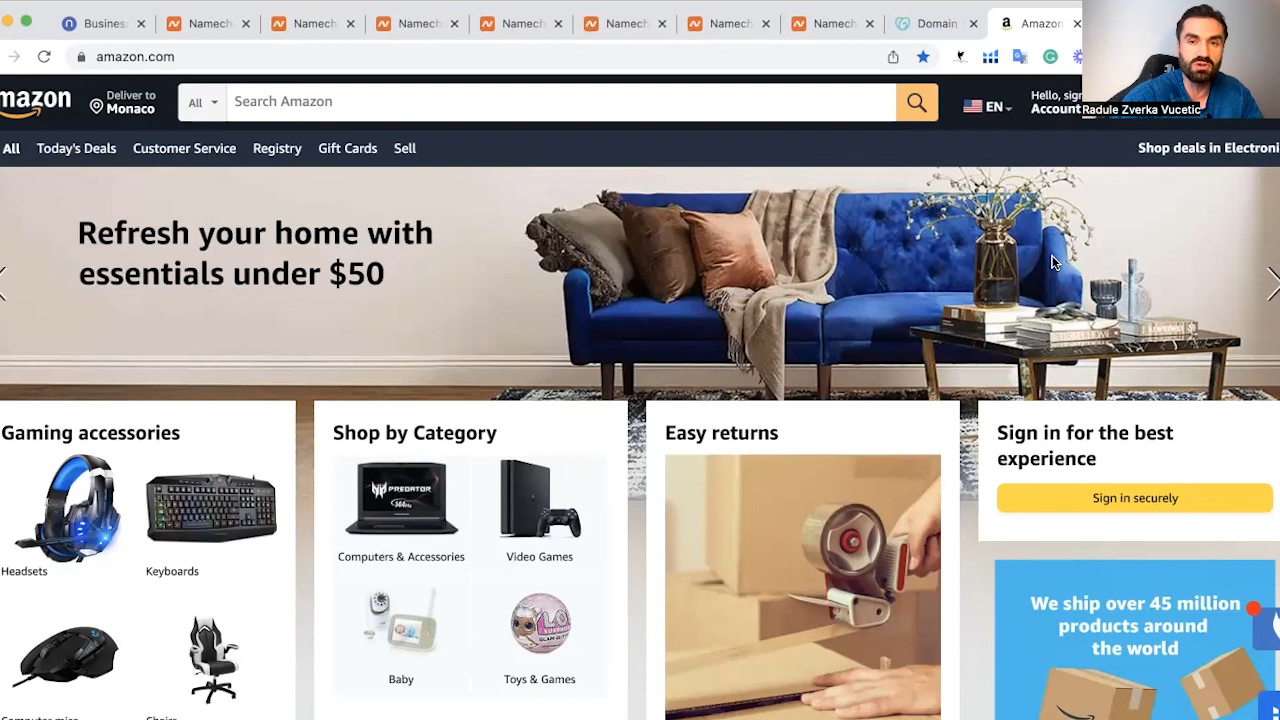 Busines
Namech
Namech
Namech
Namech
Namech
Namech
Namech
Domain
Amazon
amazon.com
mazon
Deliver to
Monaco
All
Search Amazon
EN
Hello, sign
Account
Radule Zverka Vucetic
All
Today's Deals
Customer Service
Registry
Gift Cards
Sell
Shop deals in Electroni
Refresh your home with
essentials under $50
Gaming accessories
Headsets
Keyboards
Chairs
Shop by Category
PREDATOR
144Hz
Computers & Accessories
Video Games
Baby
Toys & Games
Easy returns
Sign in for the best
experience
Sign in securely
We ship over 45 million
products around
the world